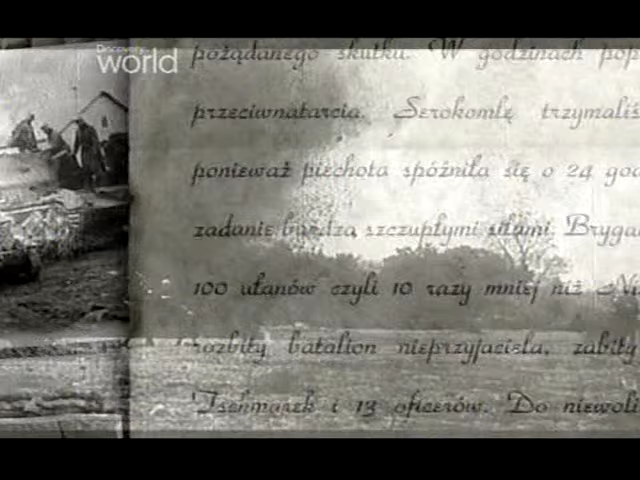 Discovery
world
pożądanego skutku. W godzinach pop
przeciwnatarcia. Serokomlę trzymaliś
ponieważ piechota spóźniła się o 24 god
zadanie bardzo szczupłymi siłami. Bryga
100 ułanów czyli 10 razy mniej niż
rozbity batalion nieprzyjaciela, zabity
i 13 oficerów. Do niewoli